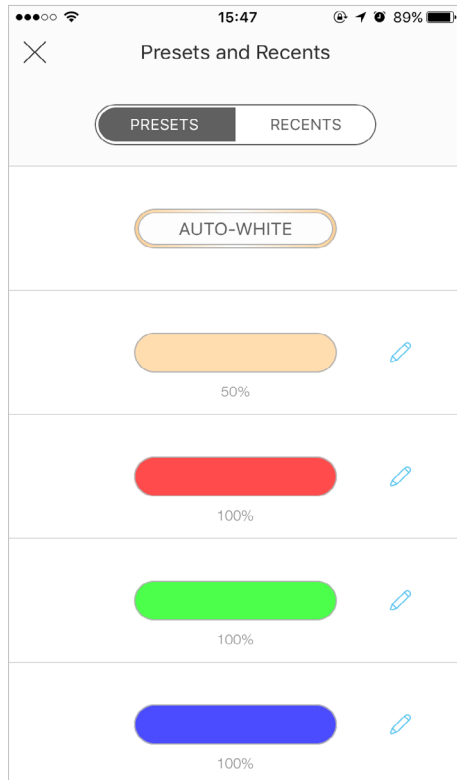 15:47
89%
Presets and Recents
PRESETS
RECENTS
AUTO-WHITE
50%
100%
100%
100%